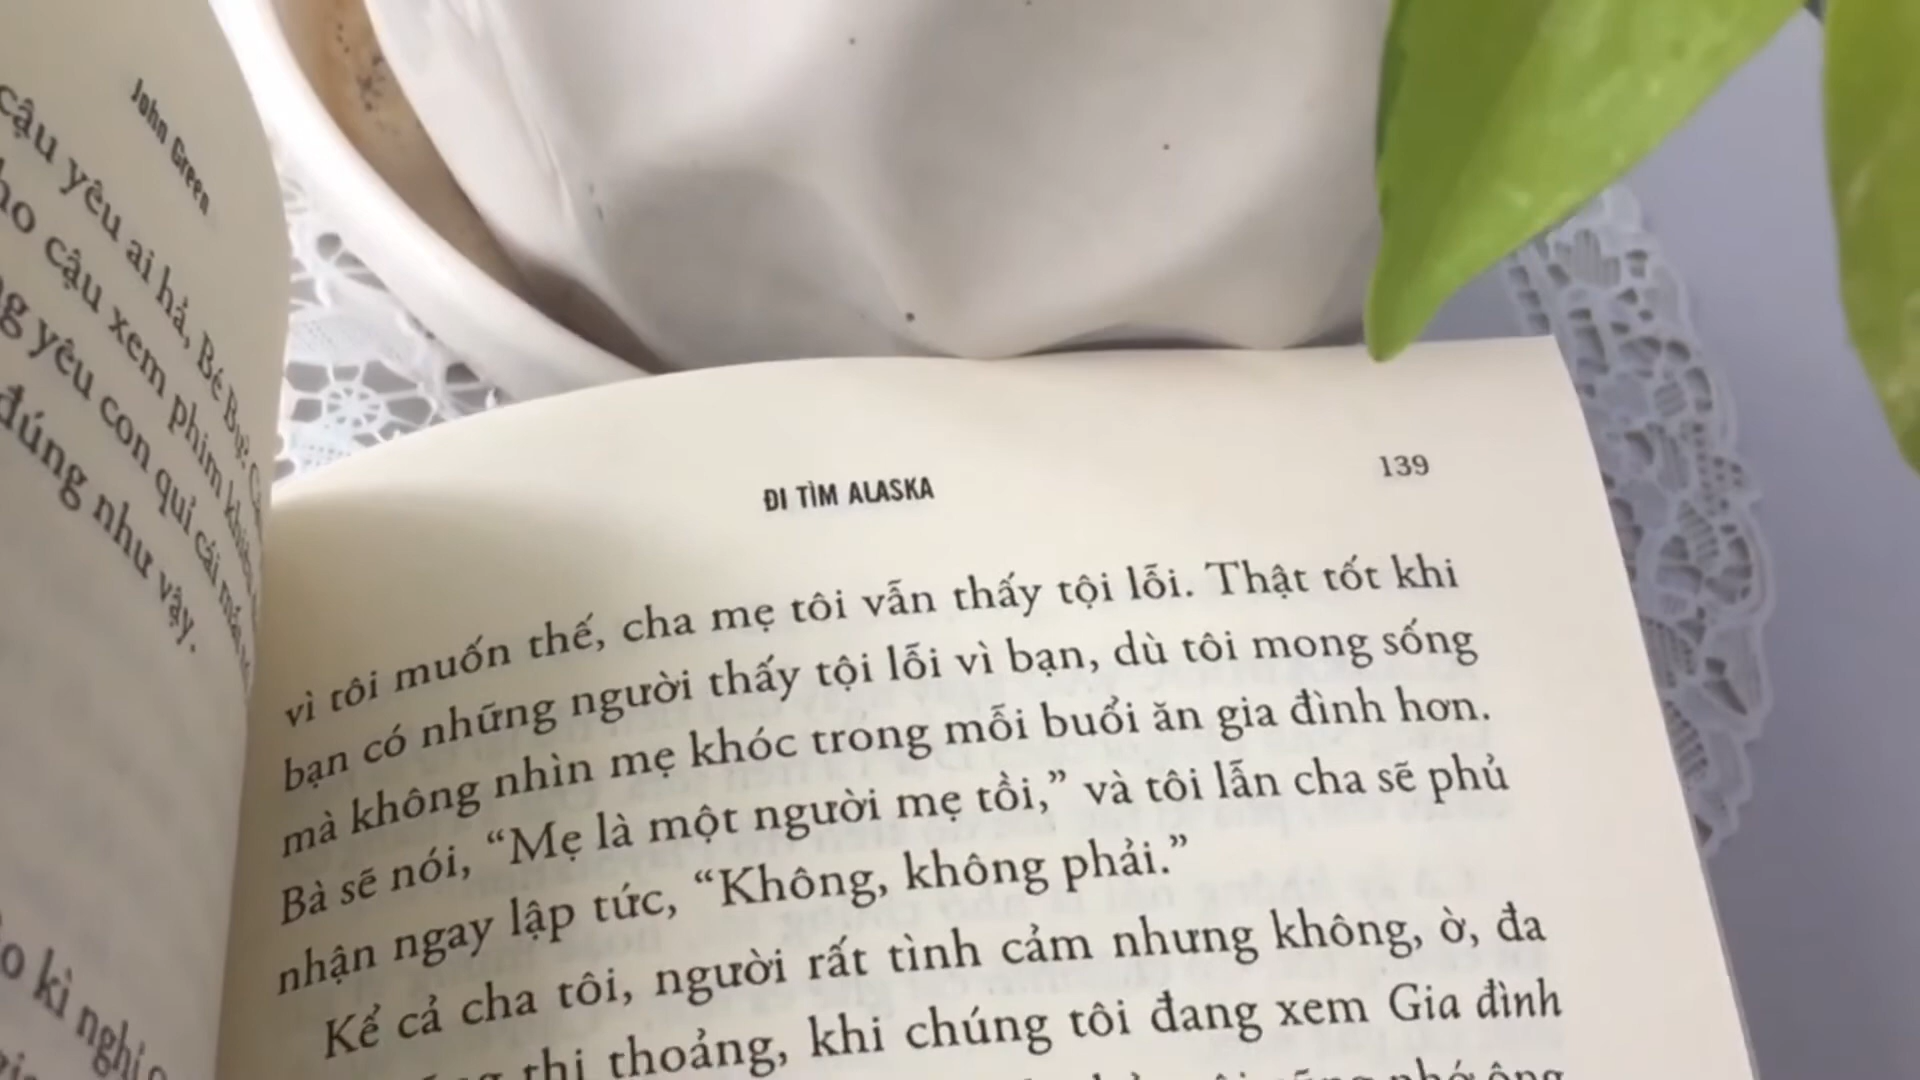 John Green
cậu yêu ai hả, Bé Bự?
cậu xem phim
yêu con quỉ cái
đúng như vậy.
kì nghỉ
ĐI TÌM ALASKA
139
vì tôi muốn thế, cha mẹ tôi vẫn thấy tội lỗi. Thật tốt khi
bạn có những người thấy tội lỗi vì bạn, dù tôi mong sống
mà không nhìn mẹ khóc trong mỗi buổi ăn gia đình hơn.
Bà sẽ nói, “Mẹ là một người mẹ tồi,” và tôi lẫn cha sẽ phủ
nhận ngay lập tức, “Không, không phải.”
Kể cả cha tôi, người rất tình cảm nhưng không, ờ, đa
thi thoảng, khi chúng tôi đang xem Gia đình